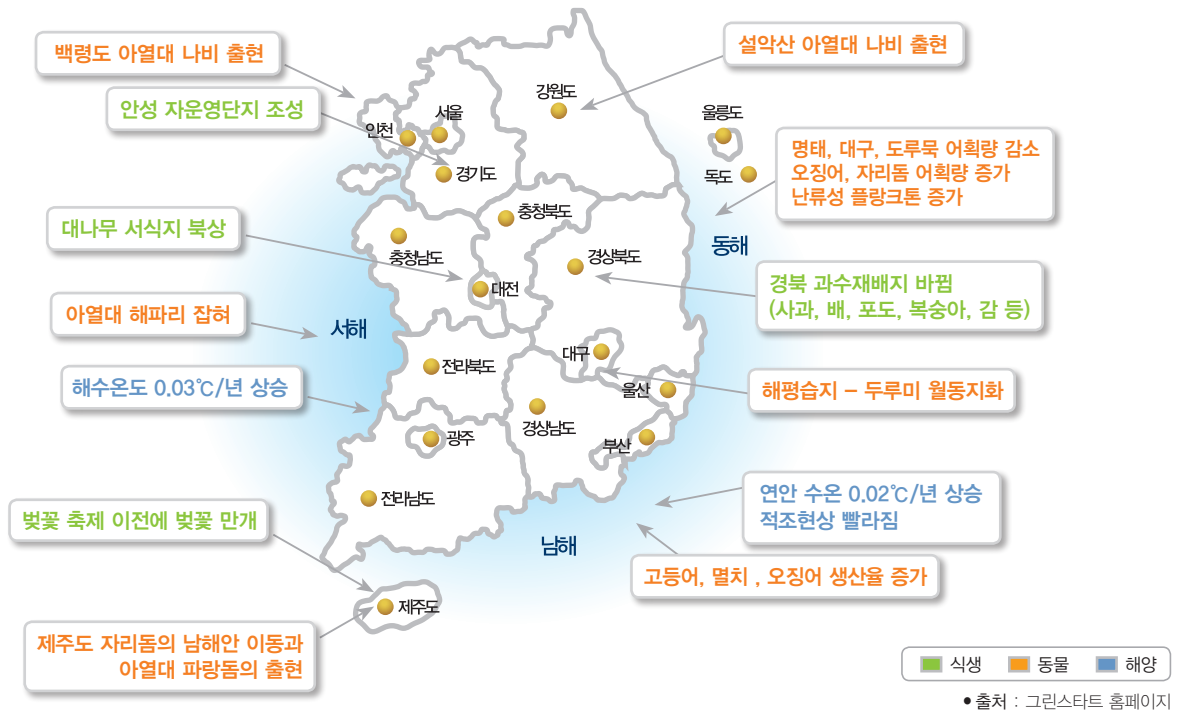 백령도 아열대 나비 출현
설악산 아열대 나비 출현
안성 자운영단지 조성
강원도
서울
인천
울릉도
경기도
독도
명태, 대구, 도루묵 어획량 감소
오징어, 자리돔 어획량 증가
난류성 플랑크톤 증가
대나무 서식지 북상
충청북도
충청남도
동해
경상북도
대전
경북 과수재배지 바뀜
(사과, 배, 포도, 복숭아, 감 등)
아열대 해파리 잡혀
서해
대구
전라북도
해수온도 0.03℃/년 상승
울산
해평습지 – 두루미 월동지화
경상남도
광주
부산
전라남도
연안 수온 0.02℃/년 상승
적조현상 빨라짐
벚꽃 축제 이전에 벚꽃 만개
남해
고등어, 멸치 , 오징어 생산율 증가
제주도
제주도 자리돔의 남해안 이동과
아열대 파랑돔의 출현
식생
동물
해양
● 출처 : 그린스타트 홈페이지